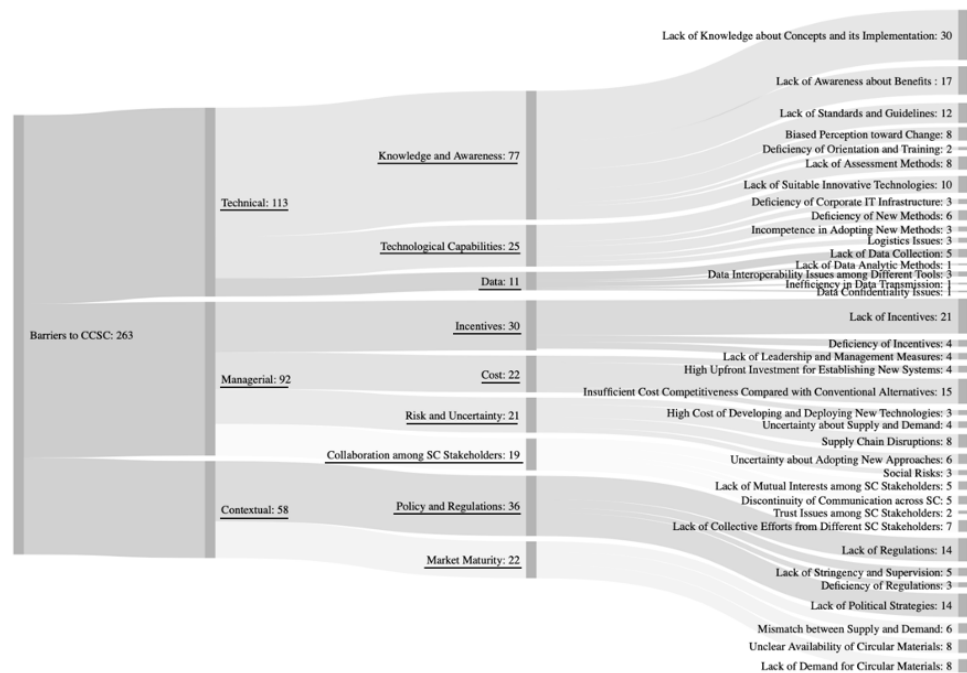 Barriers to CCSC: 263
Technical: 113
Managerial: 92
Contextual: 58
Knowledge and Awareness: 77
Technological Capabilities: 25
Data: 11
Incentives: 30
Cost: 22
Risk and Uncertainty: 21
Collaboration among SC Stakeholders: 19
Policy and Regulations: 36
Market Maturity: 22
Lack of Knowledge about Concepts and its Implementation: 30
Lack of Awareness about Benefits : 17
Lack of Standards and Guidelines: 12
Biased Perception toward Change: 8
Deficiency of Orientation and Training: 2
Lack of Assessment Methods: 8
Lack of Suitable Innovative Technologies: 10
Deficiency of Corporate IT Infrastructure: 3
Deficiency of New Methods: 6
Incompetence in Adopting New Methods: 3
Logistics Issues: 3
Lack of Data Collection: 5
Lack of Data Analytic Methods: 1
Data Interoperability Issues among Different Tools: 3
Inefficiency in Data Transmission: 1
Data Confidentiality Issues: 1
Lack of Incentives: 21
Deficiency of Incentives: 4
Lack of Leadership and Management Measures: 4
High Upfront Investment for Establishing New Systems: 4
Insufficient Cost Competitiveness Compared with Conventional Alternatives: 15
High Cost of Developing and Deploying New Technologies: 3
Uncertainty about Supply and Demand: 4
Supply Chain Disruptions: 8
Uncertainty about Adopting New Approaches: 6
Social Risks: 3
Lack of Mutual Interests among SC Stakeholders: 5
Discontinuity of Communication across SC: 5
Trust Issues among SC Stakeholders: 2
Lack of Collective Efforts from Different SC Stakeholders: 7
Lack of Regulations: 14
Lack of Stringency and Supervision: 5
Deficiency of Regulations: 3
Lack of Political Strategies: 14
Mismatch between Supply and Demand: 6
Unclear Availability of Circular Materials: 8
Lack of Demand for Circular Materials: 8